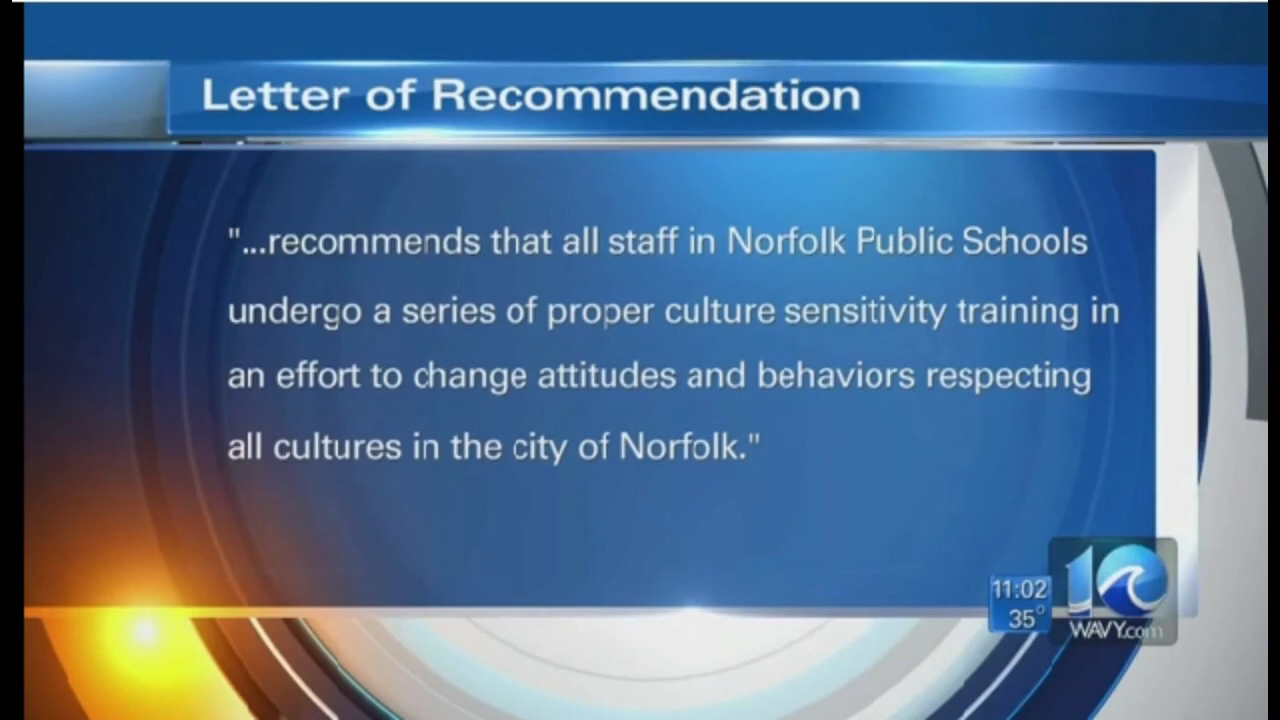 Letter of Recommendation
"...recommends that all staff in Norfolk Public Schools
undergo a series of proper culture sensitivity training in
an effort to change attitudes and behaviors respecting
all cultures in the city of Norfolk."
11:02
35°
10
WAVY.com